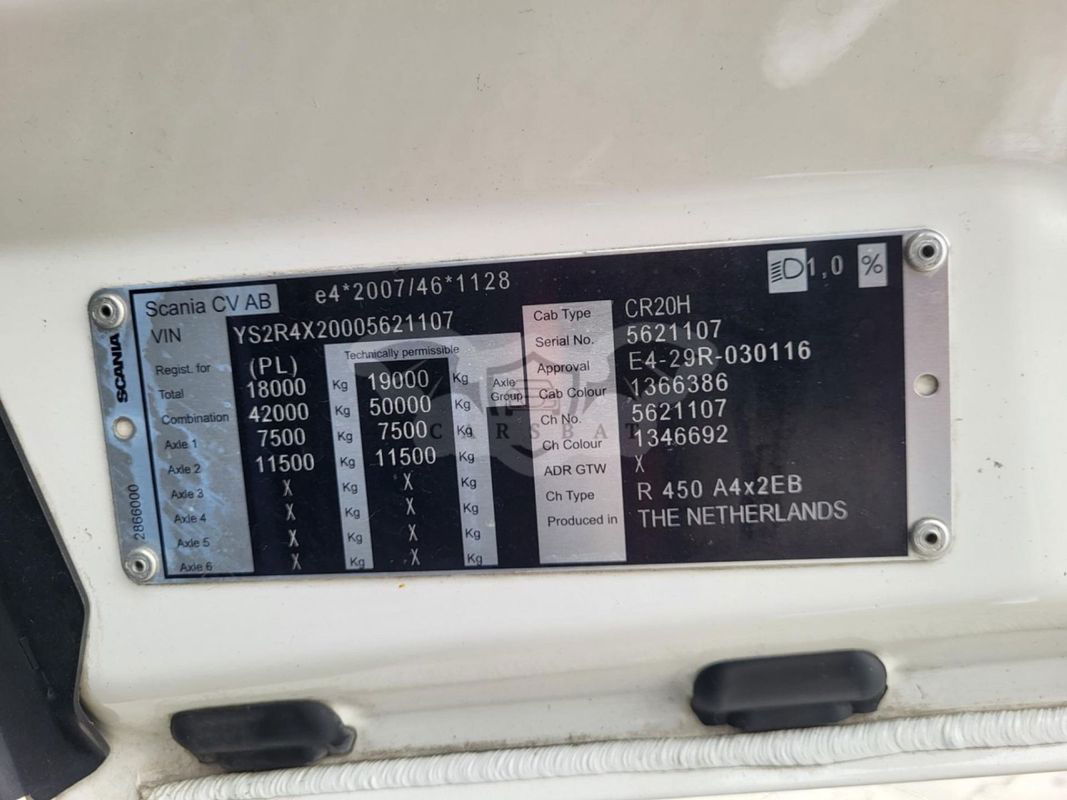 Scania CV AB e4*2007/46*1128
VIN YS2R4X20005621107
Regist. for (PL) Technically permissible
Total 18000 Kg 19000 Kg Axle Group
Combination 42000 Kg 50000 Kg
Axle 1 7500 Kg 7500 Kg
Axle 2 11500 Kg 11500 Kg
Axle 3 X Kg X Kg
Axle 4 X Kg X Kg
Axle 5 X Kg X Kg
Axle 6 X Kg X Kg
SCANIA
2866000
1,0 %
Cab Type CR20H
Serial No. 5621107
Approval E4-29R-030116
Cab Colour 1366386
Ch No. 5621107
Ch Colour 1346692
ADR GTW X
Ch Type R 450 A4x2EB
Produced in THE NETHERLANDS
CARSBAT